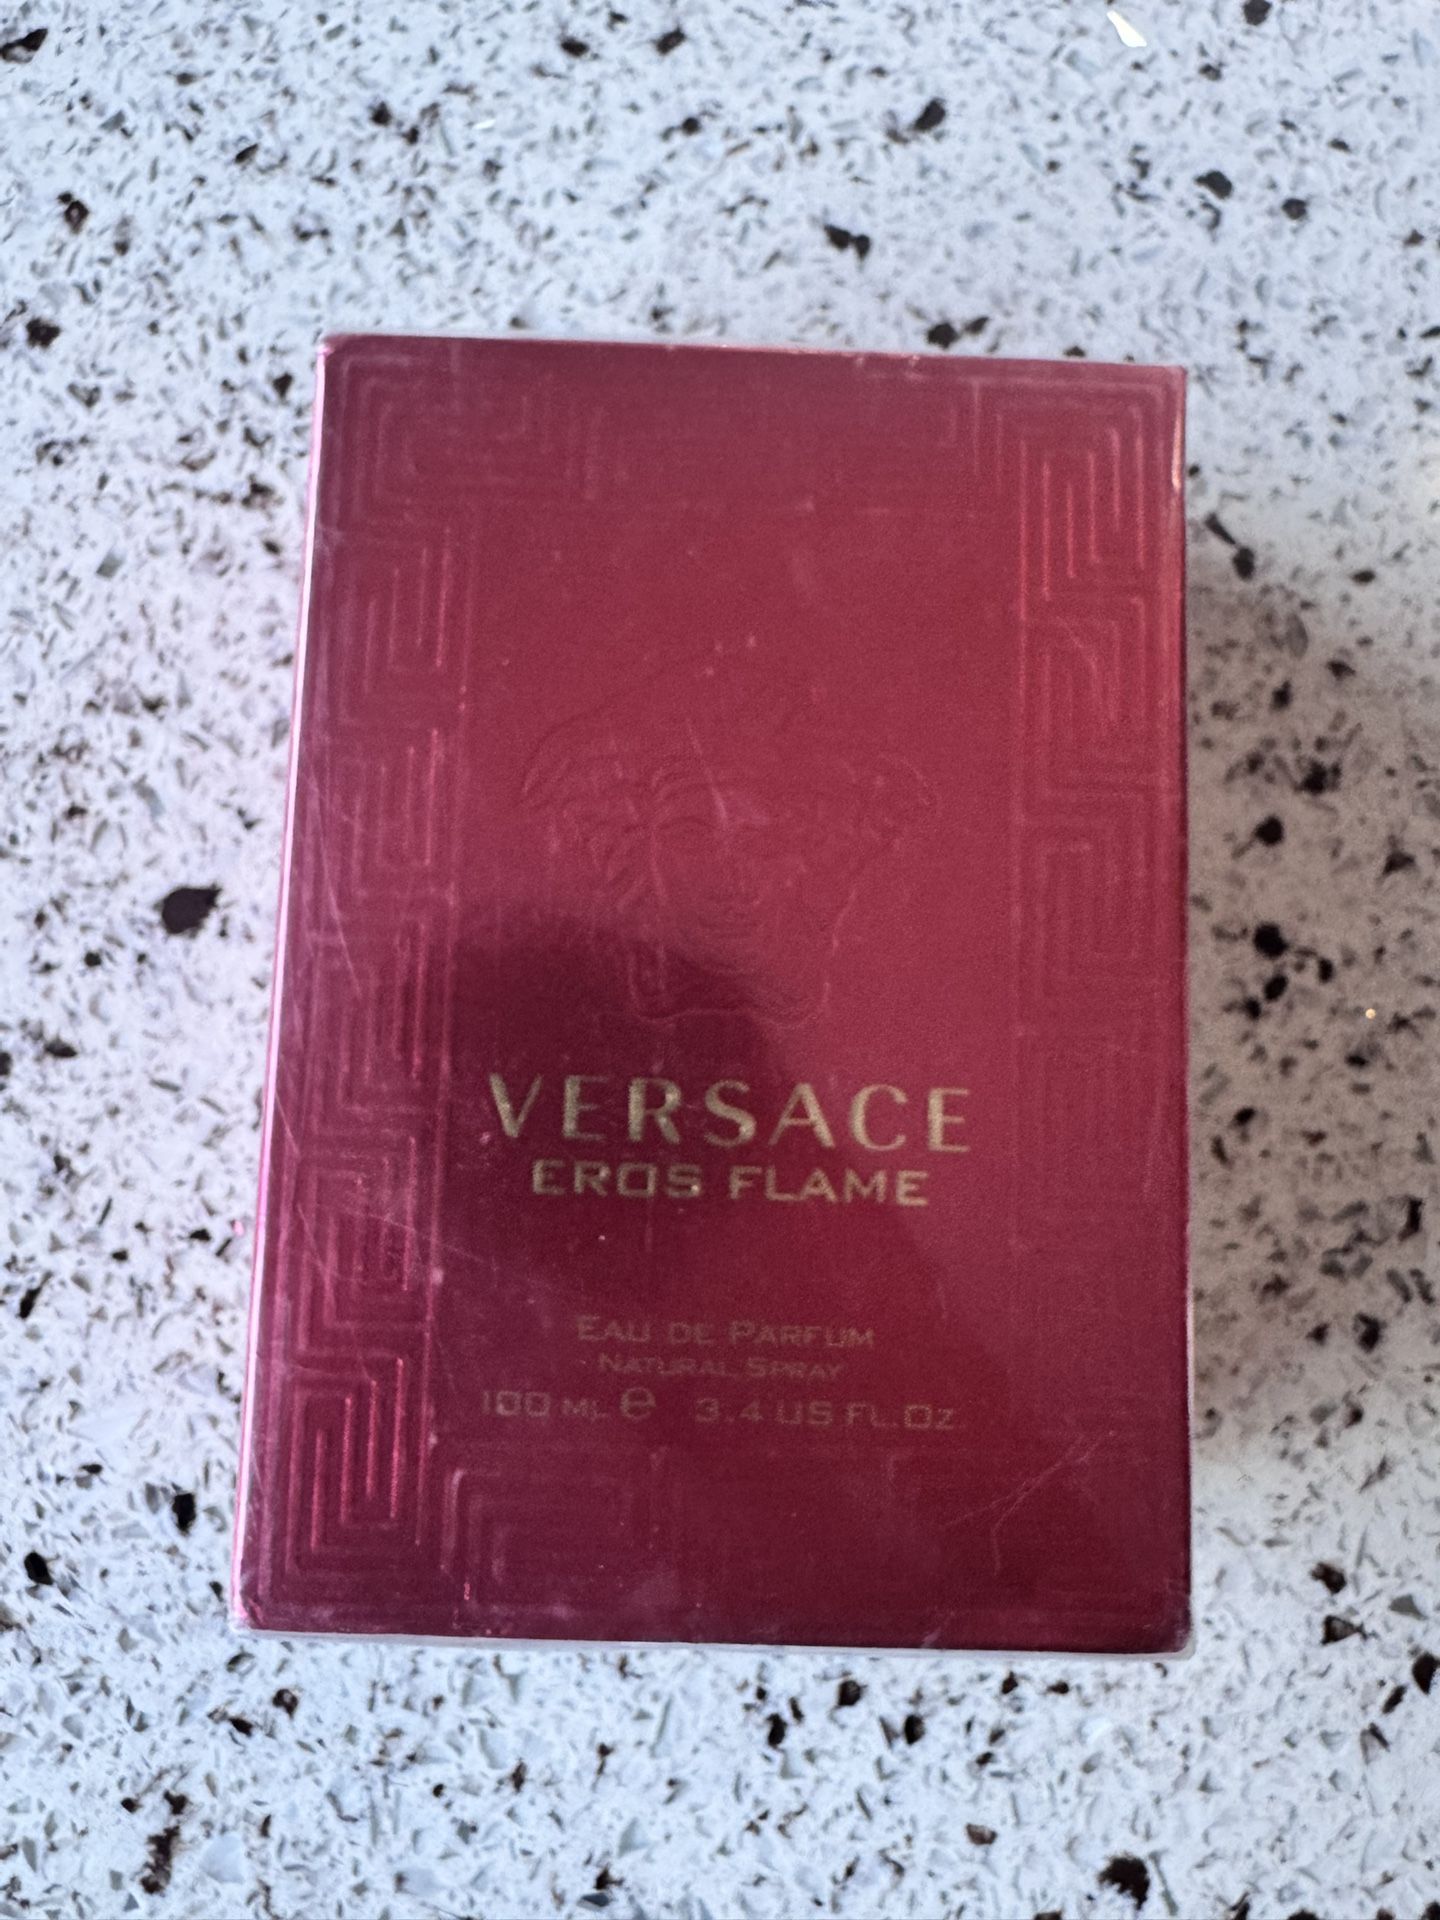 VERSACE
EROS FLAME
EAU DE PARFUM
NATURAL SPRAY
100 ML ℮ 3.4 US FL.OZ.